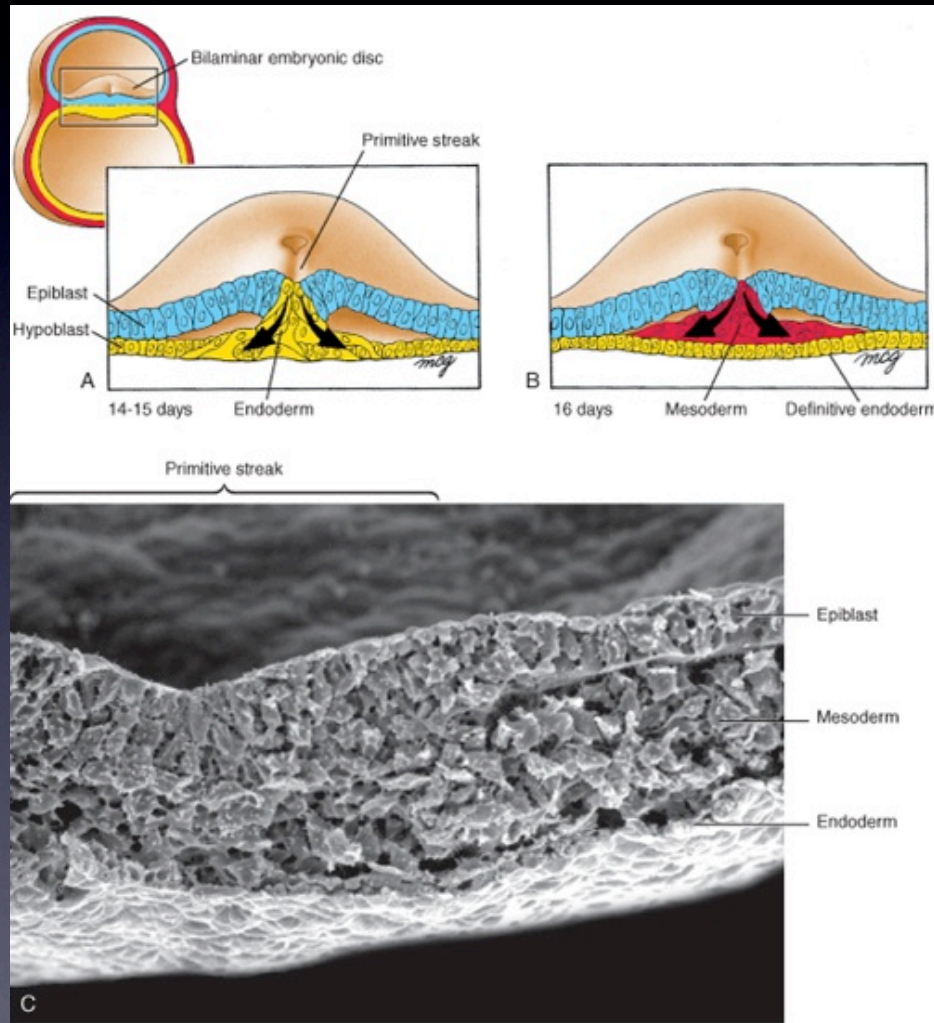 Bilaminar embryonic disc
Primitive streak
Epiblast
Hypoblast
mcg
A
14-15 days
Endoderm
mcg
B
16 days
Mesoderm
Definitive endoderm
Primitive streak
Epiblast
Mesoderm
Endoderm
C